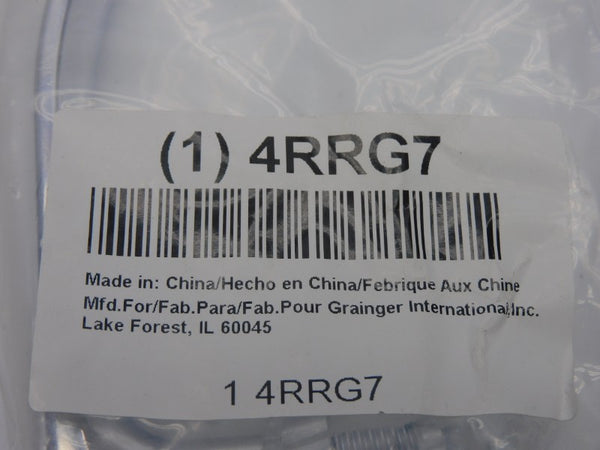 (1) 4RRG7
Made in: China/Hecho en China/Febrique Aux Chine
Mfd.For/Fab.Para/Fab.Pour Grainger International,Inc.
Lake Forest, IL 60045
1 4RRG7